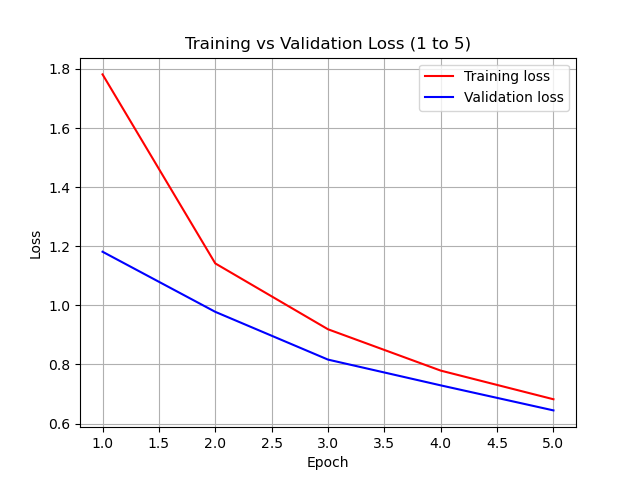 Training vs Validation Loss (1 to 5)
Training loss
Validation loss
1.8
1.6
1.4
1.2
1.0
0.8
0.6
Loss
1.0 1.5 2.0 2.5 3.0 3.5 4.0 4.5 5.0
Epoch